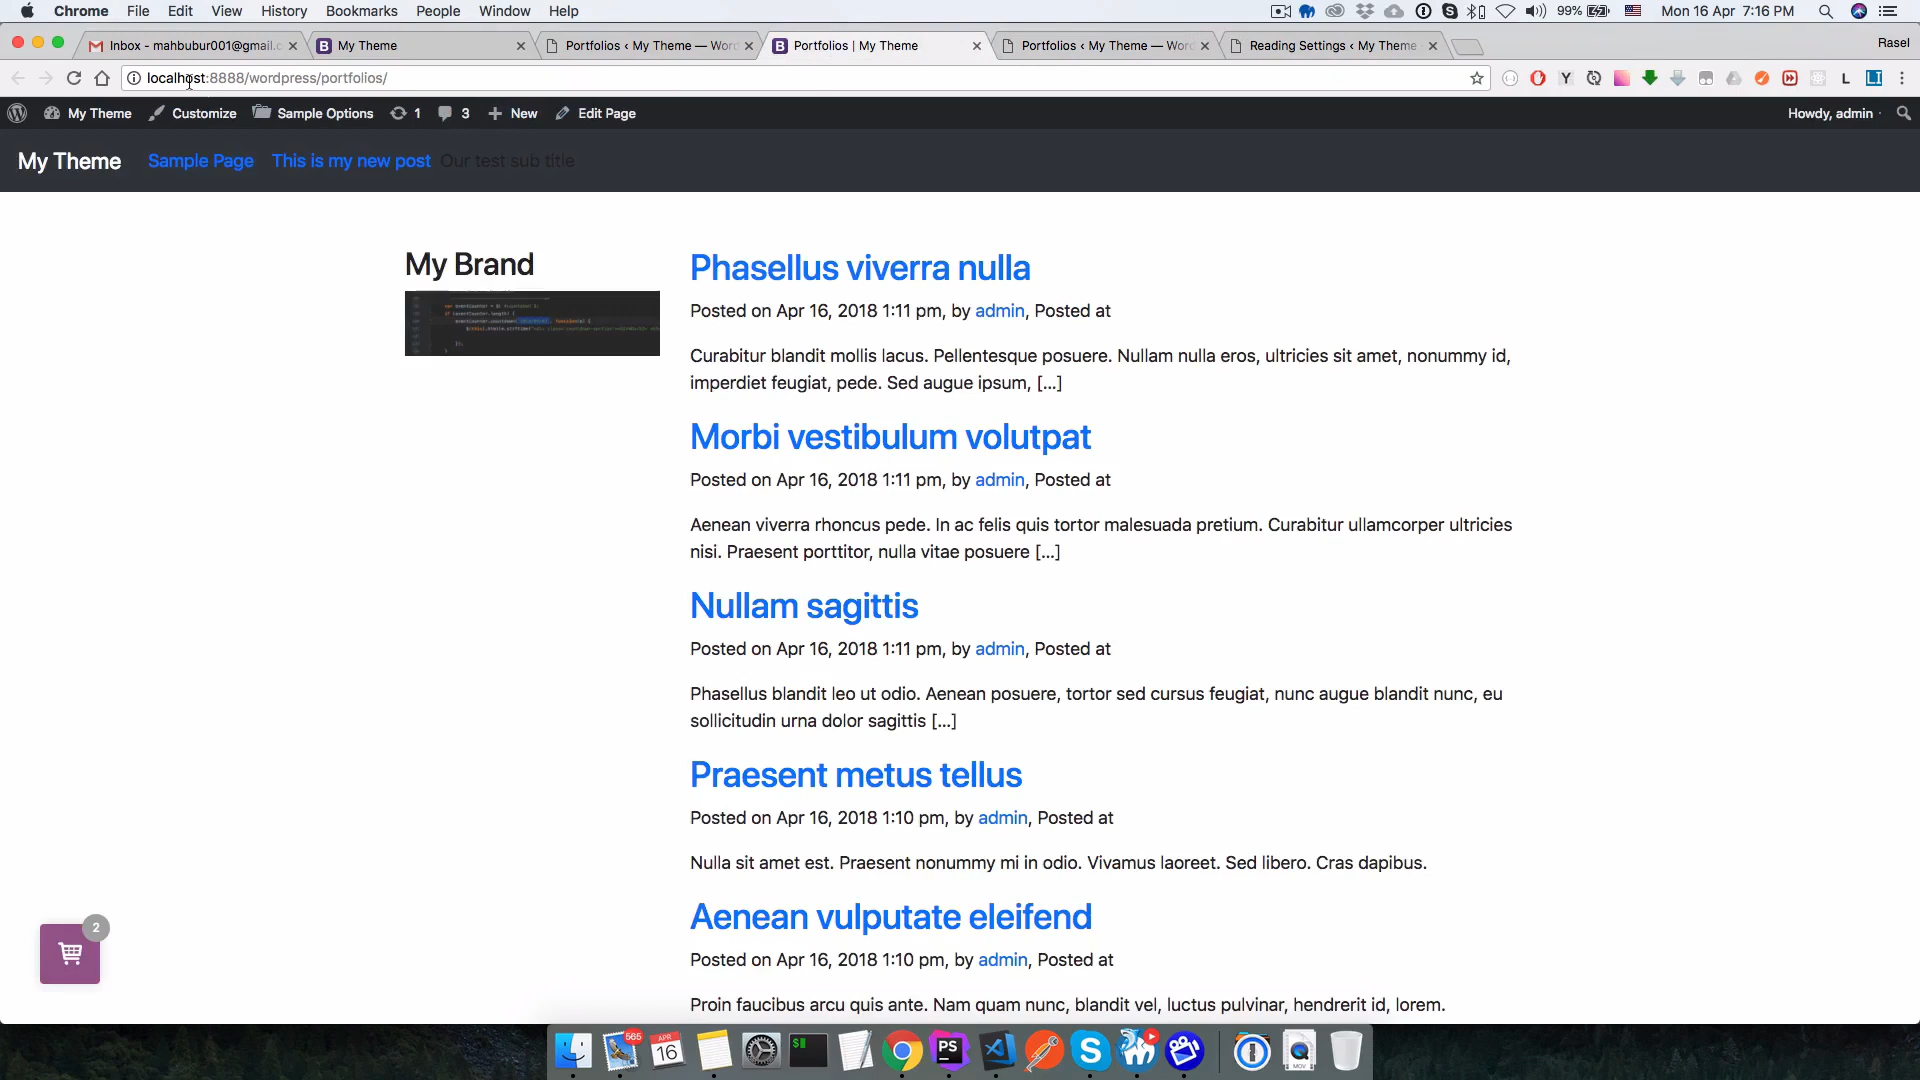 Chrome File Edit View History Bookmarks People Window Help 99% Mon 16 Apr 7:16 PM
Inbox - mahbubur001@gmail.c My Theme Portfolios ‹ My Theme — Word Portfolios | My Theme Portfolios ‹ My Theme — Word Reading Settings ‹ My Theme Rasel
localhost:8888/wordpress/portfolios/
My Theme Customize Sample Options 1 3 New Edit Page Howdy, admin
My Theme Sample Page This is my new post Our test sub title
My Brand
Phasellus viverra nulla
Posted on Apr 16, 2018 1:11 pm, by admin, Posted at
Curabitur blandit mollis lacus. Pellentesque posuere. Nullam nulla eros, ultricies sit amet, nonummy id,
imperdiet feugiat, pede. Sed augue ipsum, [...]
Morbi vestibulum volutpat
Posted on Apr 16, 2018 1:11 pm, by admin, Posted at
Aenean viverra rhoncus pede. In ac felis quis tortor malesuada pretium. Curabitur ullamcorper ultricies
nisi. Praesent porttitor, nulla vitae posuere [...]
Nullam sagittis
Posted on Apr 16, 2018 1:11 pm, by admin, Posted at
Phasellus blandit leo ut odio. Aenean posuere, tortor sed cursus feugiat, nunc augue blandit nunc, eu
sollicitudin urna dolor sagittis [...]
Praesent metus tellus
Posted on Apr 16, 2018 1:10 pm, by admin, Posted at
Nulla sit amet est. Praesent nonummy mi in odio. Vivamus laoreet. Sed libero. Cras dapibus.
Aenean vulputate eleifend
2
Posted on Apr 16, 2018 1:10 pm, by admin, Posted at
Proin faucibus arcu quis ante. Nam quam nunc, blandit vel, luctus pulvinar, hendrerit id, lorem.
565 APR 16 PS S MOV